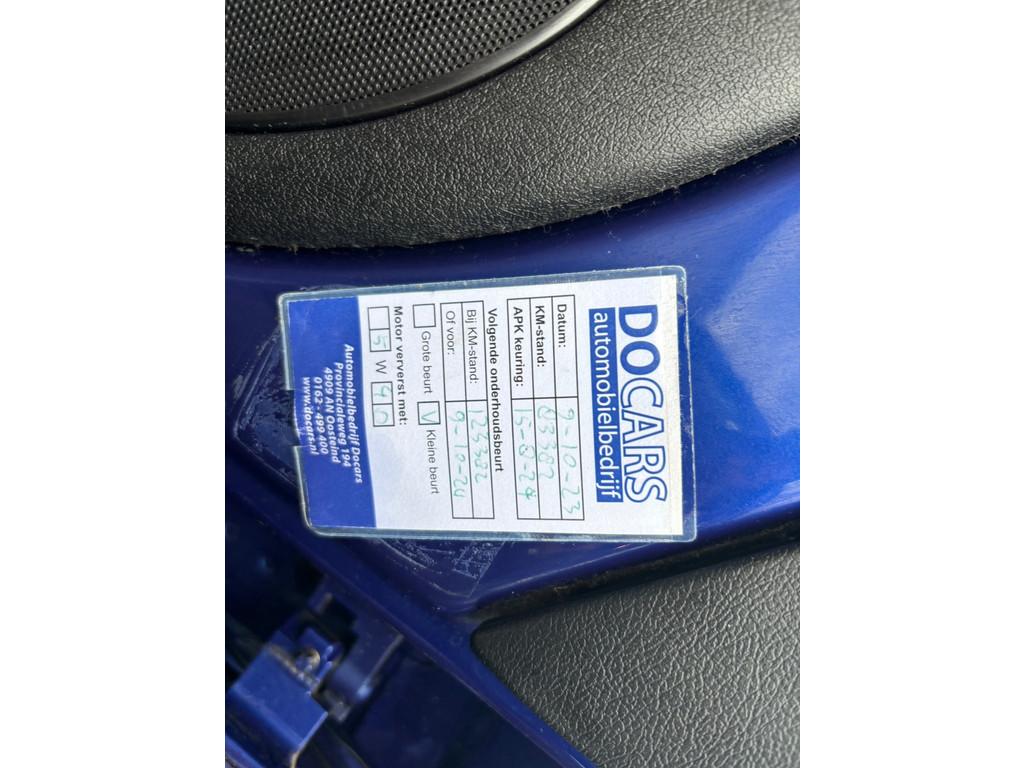 DOCARS
automobielbedrijf
Datum: 9-10-23
KM-stand: 93382
APK keuring: 15-8-24
Volgende onderhoudsbeurt
Bij KM-stand: 123382
Of voor: 9-10-24
Grote beurt V Kleine beurt
Motor ververst met:
5 W 40
Automobielbedrijf Docars
Provincialeweg 194
4909 AN Oosteind
0162 - 499 400
www.docars.nl